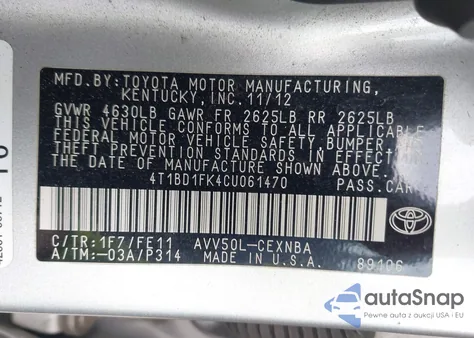 MFD.BY:TOYOTA MOTOR MANUFACTURING,
KENTUCKY, INC. 11/12
GVWR 4630LB GAWR FR 2625LB RR 2625LB
THIS VEHICLE CONFORMS TO ALL APPLICABLE
FEDERAL MOTOR VEHICLE SAFETY, BUMPER, AND
THEFT PREVENTION STANDARDS IN EFFECT ON
THE DATE OF MANUFACTURE SHOWN ABOVE.
4T1BD1FK4CU061470 PASS.CAR
C/TR:1F7/FE11 AVV50L-CEXNBA
A/TM:-03A/P314 MADE IN U.S.A. 89106
TOYOTA
autoSnap
Pewne auta z aukcji USA i EU